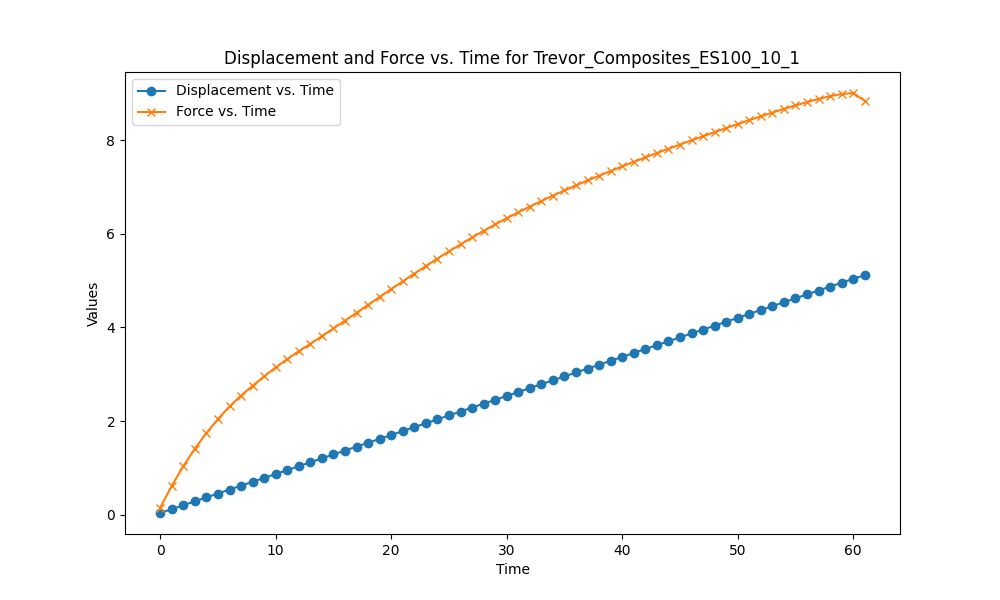 Displacement and Force vs. Time for Trevor_Composites_ES100_10_1
Displacement vs. Time
Force vs. Time
Values
8
6
4
2
0
0 10 20 30 40 50 60
Time